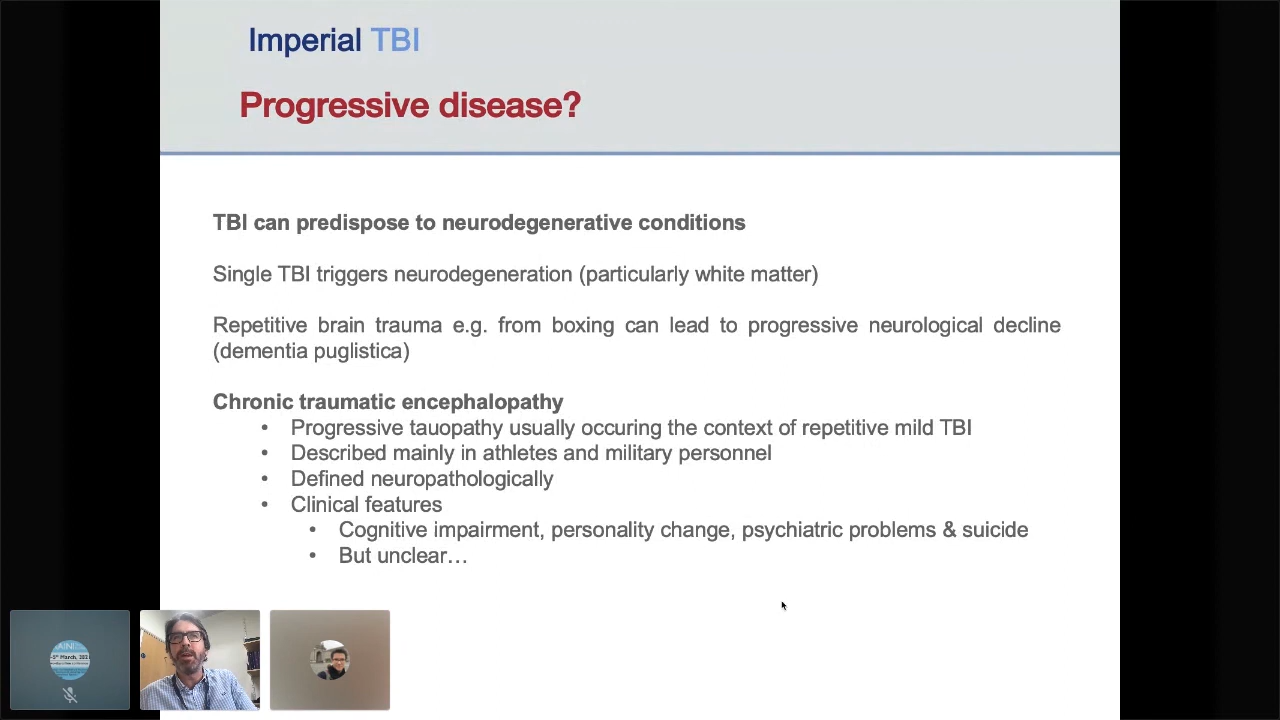 Imperial TBI
Progressive disease?
TBI can predispose to neurodegenerative conditions
Single TBI triggers neurodegeneration (particularly white matter)
Repetitive brain trauma e.g. from boxing can lead to progressive neurological decline
(dementia puglistica)
Chronic traumatic encephalopathy
• Progressive tauopathy usually occuring the context of repetitive mild TBI
• Described mainly in athletes and military personnel
• Defined neuropathologically
• Clinical features
• Cognitive impairment, personality change, psychiatric problems & suicide
• But unclear…
March, 202